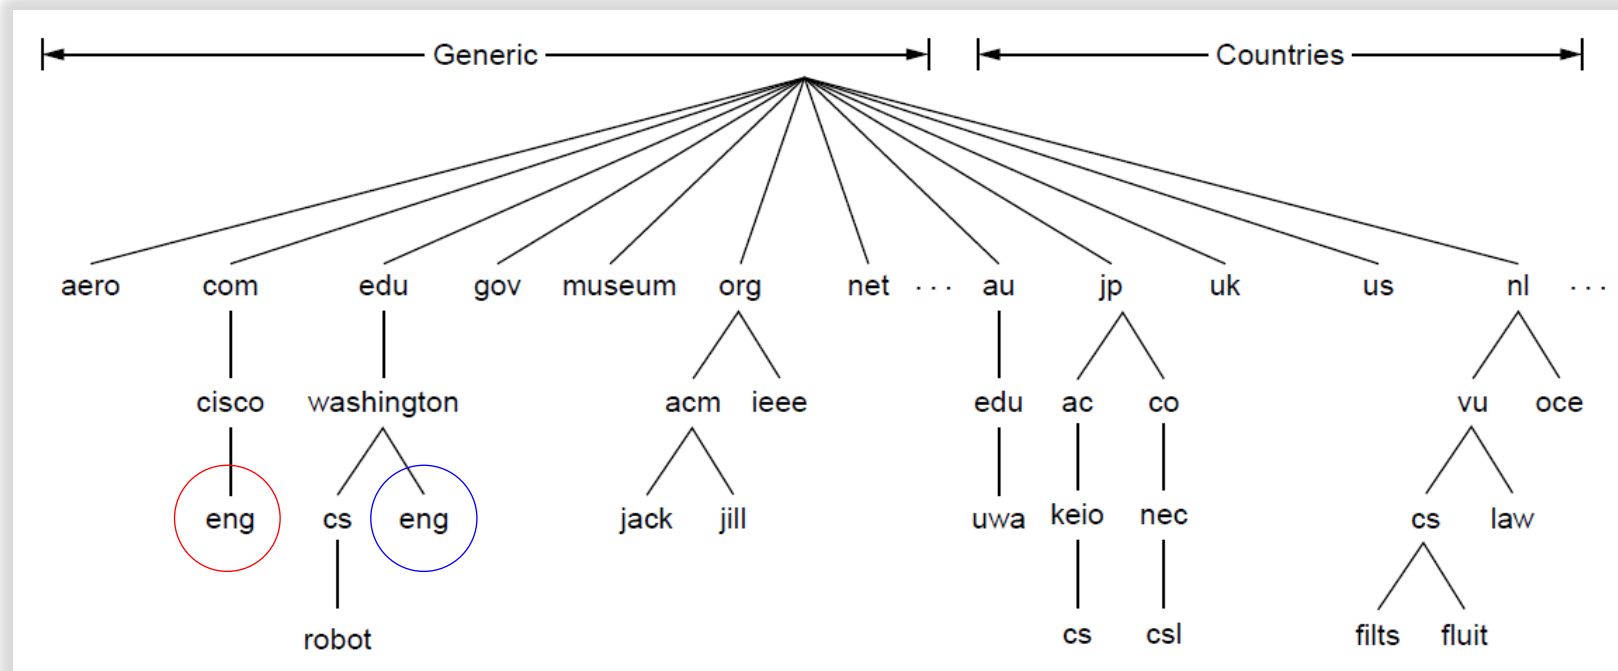 Generic Countries
aero com edu gov museum org net ... au jp uk us nl ...
cisco washington acm ieee edu ac co vu oce
eng cs eng jack jill uwa keio nec cs law
robot cs csl filts fluit